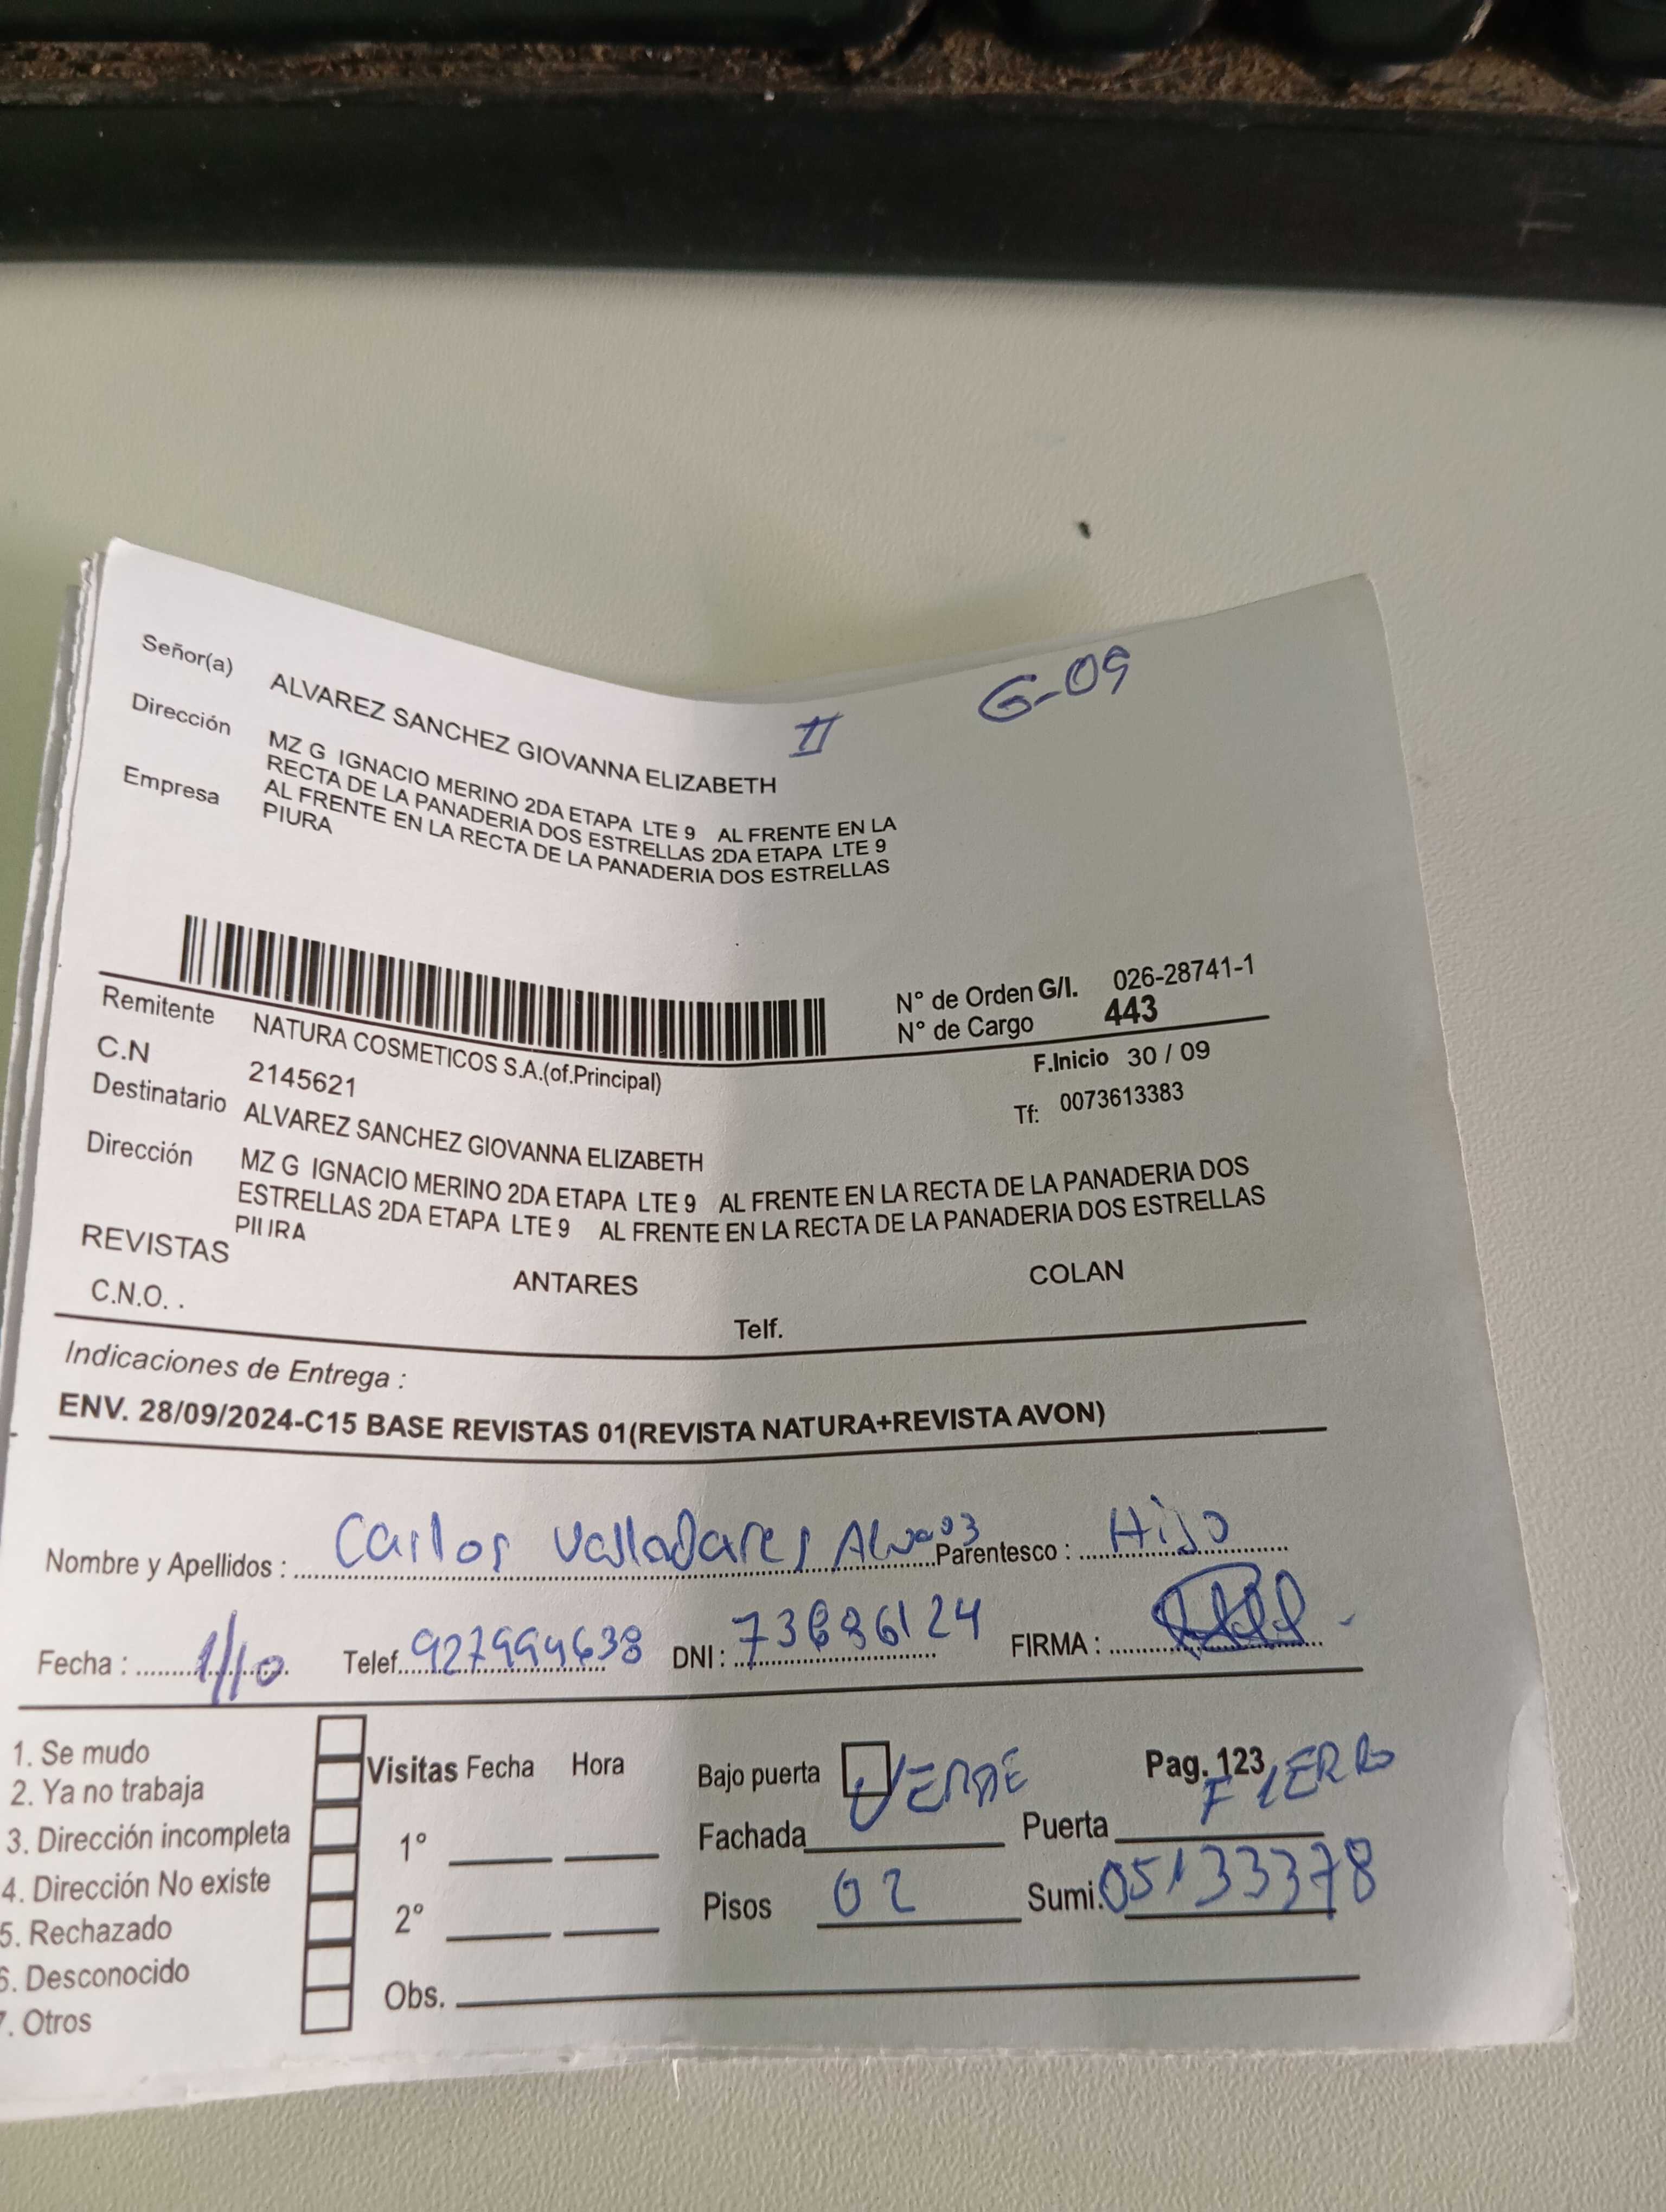 II G-09
Señor(a) ALVAREZ SANCHEZ GIOVANNA ELIZABETH
Dirección MZ G IGNACIO MERINO 2DA ETAPA LTE 9 AL FRENTE EN LA
RECTA DE LA PANADERIA DOS ESTRELLAS 2DA ETAPA LTE 9
Empresa AL FRENTE EN LA RECTA DE LA PANADERIA DOS ESTRELLAS
PIURA
N° de Orden G/I. 026-28741-1
N° de Cargo 443
Remitente NATURA COSMETICOS S.A.(of.Principal) F.Inicio 30 / 09
C.N 2145621 Tf: 0073613383
Destinatario ALVAREZ SANCHEZ GIOVANNA ELIZABETH
Dirección MZ G IGNACIO MERINO 2DA ETAPA LTE 9 AL FRENTE EN LA RECTA DE LA PANADERIA DOS
ESTRELLAS 2DA ETAPA LTE 9 AL FRENTE EN LA RECTA DE LA PANADERIA DOS ESTRELLAS
PIURA
REVISTAS ANTARES COLAN
C.N.O. . Telf.
Indicaciones de Entrega :
ENV. 28/09/2024-C15 BASE REVISTAS 01(REVISTA NATURA+REVISTA AVON)
Nombre y Apellidos : Carlos Valladares Parentesco : Hijo
Fecha : 1/10 Telef. DNI : FIRMA :
1. Se mudo Visitas Fecha Hora Bajo puerta Pag. 123
2. Ya no trabaja
3. Dirección incompleta 1° Fachada VERDE Puerta FIERRO
4. Dirección No existe 2° Pisos 02 Sumi. 05133378
5. Rechazado
6. Desconocido Obs.
7. Otros